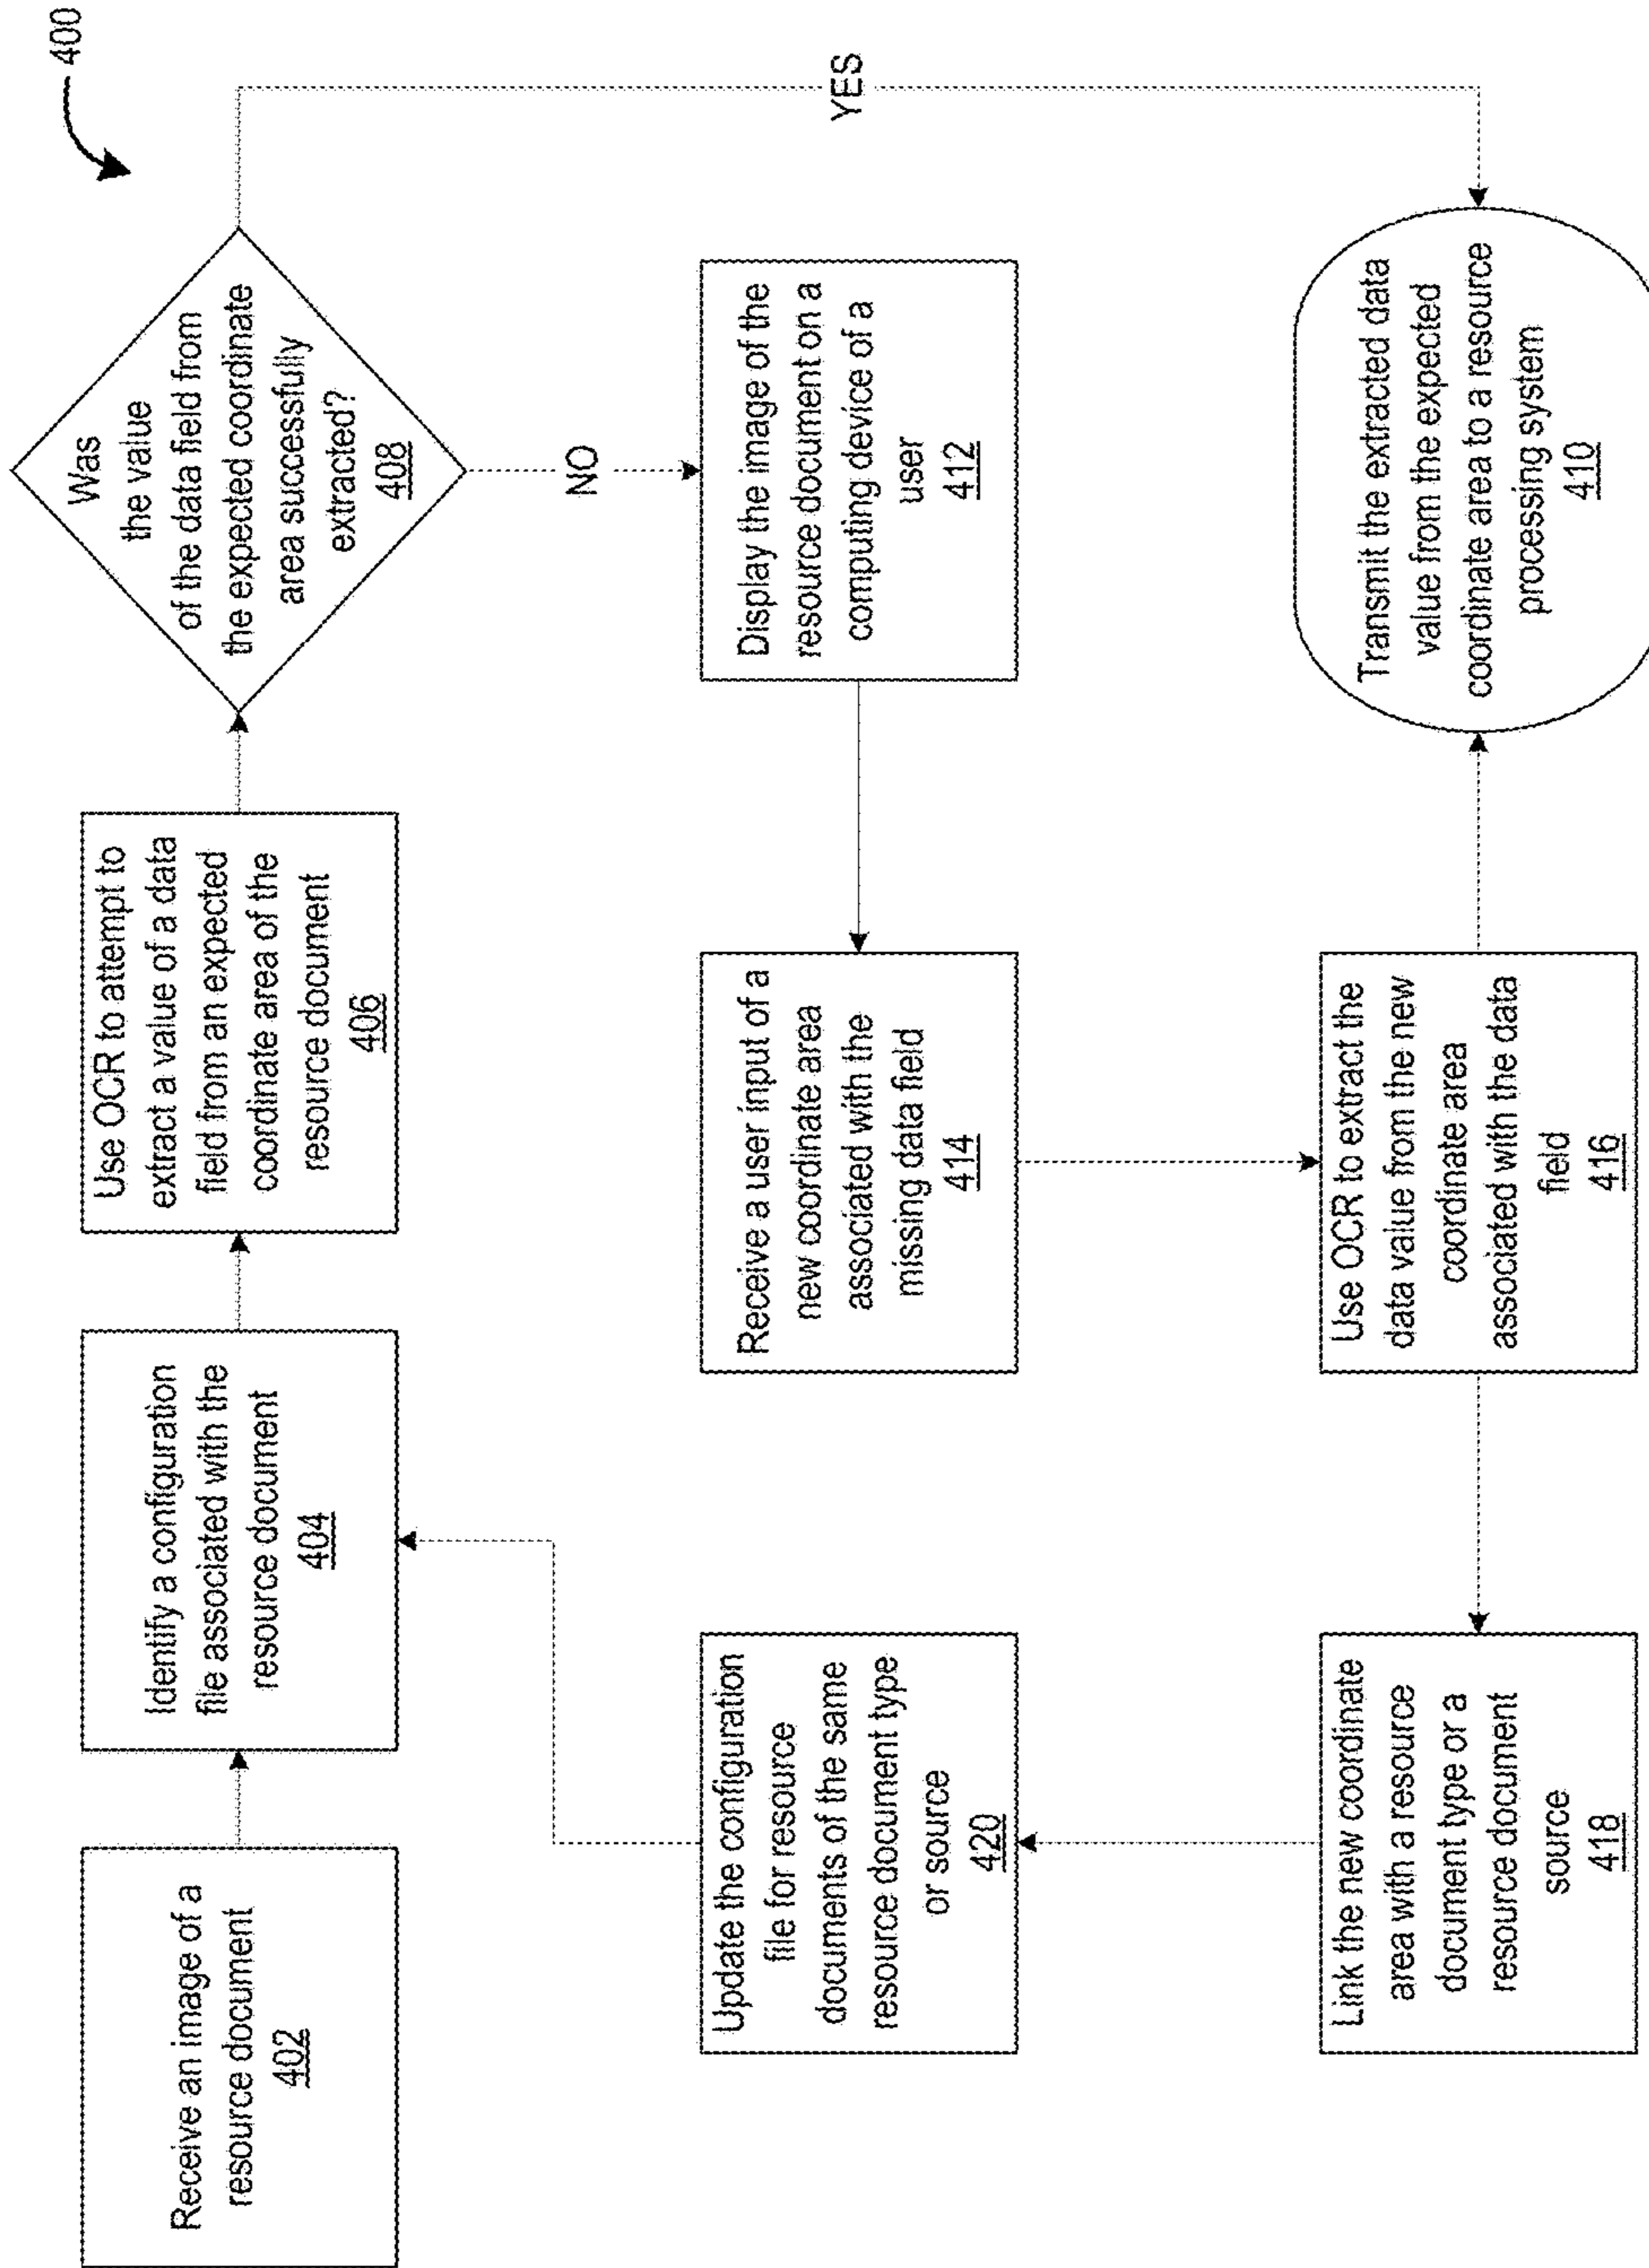 400
Receive an image of a
resource document
402
Identify a configuration
file associated with the
resource document
404
Use OCR to attempt to
extract a value of a data
field from an expected
coordinate area of the
resource document
406
Was
the value
of the data field from
the expected coordinate
area successfully
extracted?
408
YES
NO
Display the image of the
resource document on a
computing device of a
user
412
Receive a user input of a
new coordinate area
associated with the
missing data field
414
Update the configuration
file for resource
documents of the same
resource document type
or source
420
Link the new coordinate
area with a resource
document type or a
resource document
source
418
Use OCR to extract the
data value from the new
coordinate area
associated with the data
field
416
Transmit the extracted data
value from the expected
coordinate area to a resource
processing system
410